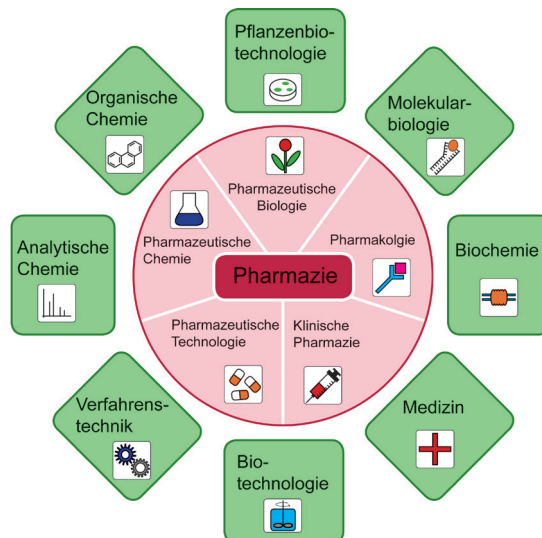 Pflanzenbio-
technologie
Organische
Chemie
Molekular-
biologie
Pharmazeutische
Biologie
Pharmazeutische
Chemie
Pharmakolgie
Analytische
Chemie
Pharmazie
Biochemie
Pharmazeutische
Technologie
Klinische
Pharmazie
Verfahrens-
technik
Medizin
Bio-
technologie